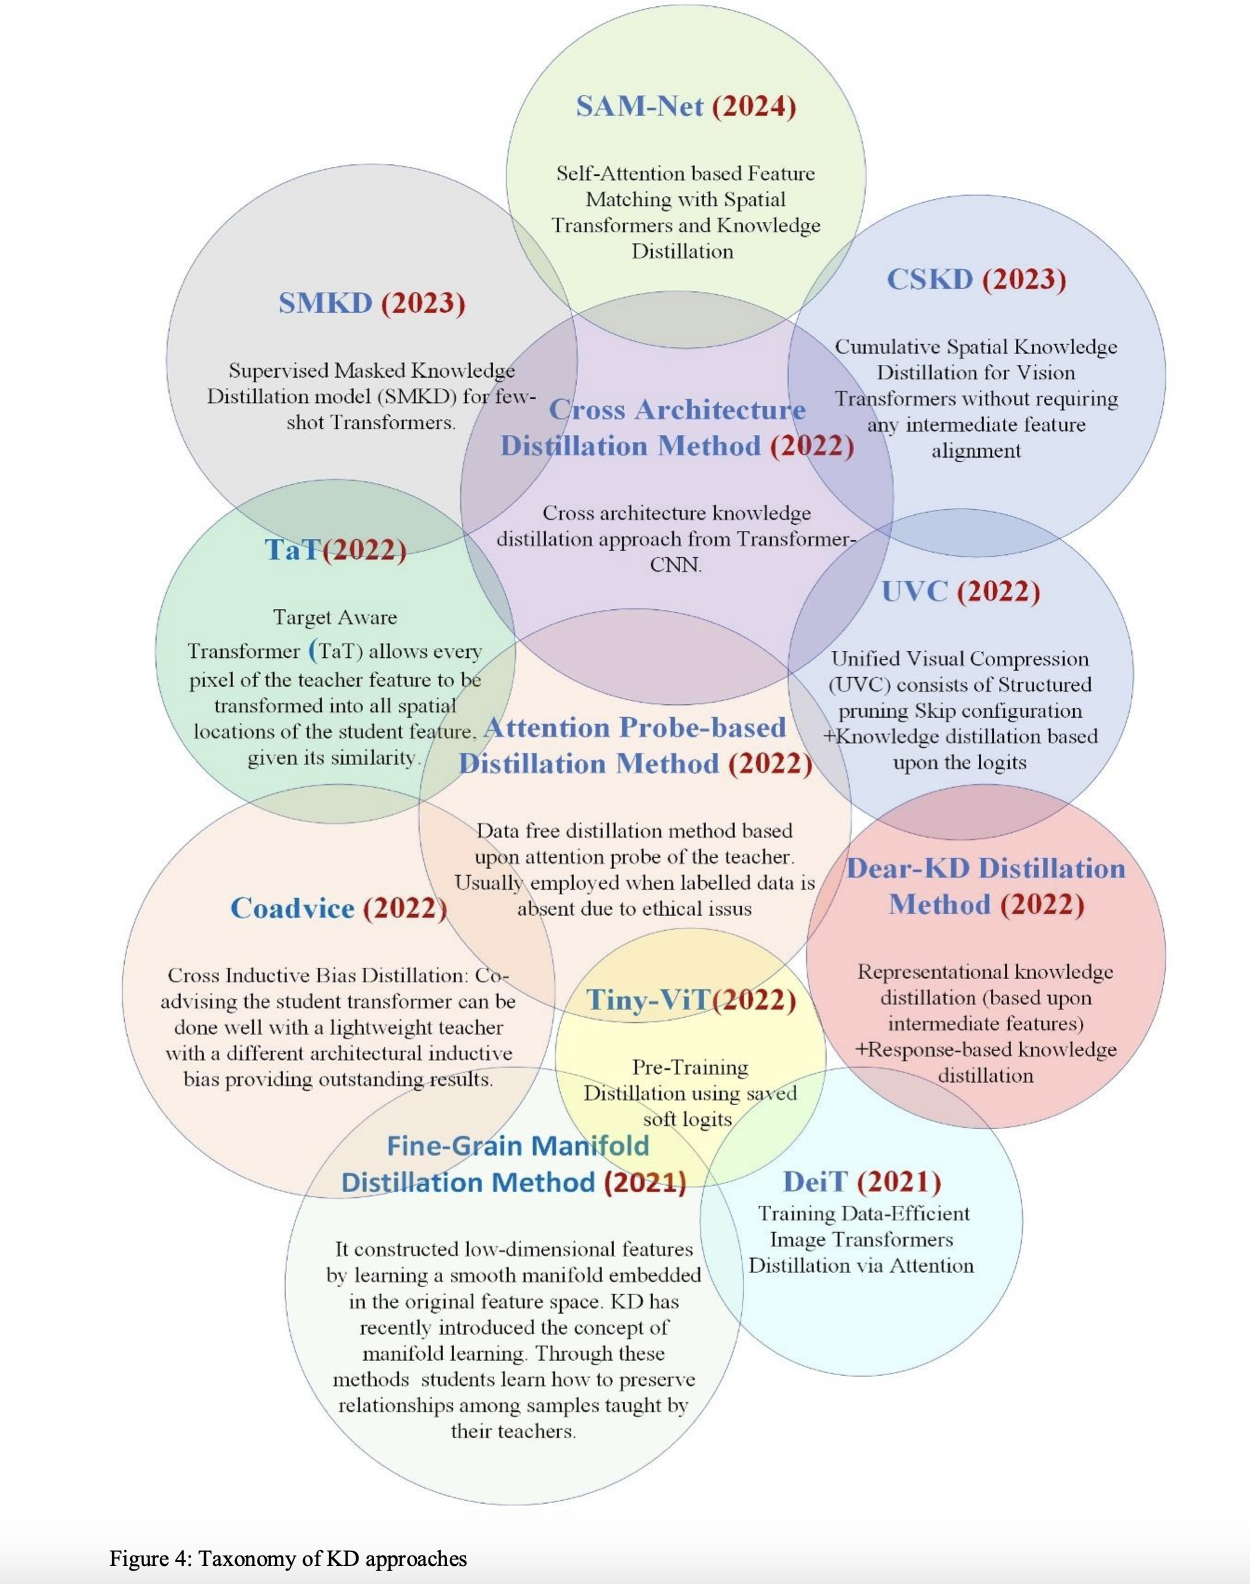 SAM-Net (2024)
Self-Attention based Feature
Matching with Spatial
Transformers and Knowledge
Distillation
SMKD (2023)
Supervised Masked Knowledge
Distillation model (SMKD) for few-
shot Transformers.
CSKD (2023)
Cumulative Spatial Knowledge
Distillation for Vision
Transformers without requiring
any intermediate feature
alignment
Cross Architecture
Distillation Method (2022)
Cross architecture knowledge
distillation approach from Transformer-
CNN.
TaT(2022)
Target Aware
Transformer (TaT) allows every
pixel of the teacher feature to be
transformed into all spatial
locations of the student feature,
given its similarity.
UVC (2022)
Unified Visual Compression
(UVC) consists of Structured
pruning Skip configuration
+Knowledge distillation based
upon the logits
Attention Probe-based
Distillation Method (2022)
Data free distillation method based
upon attention probe of the teacher.
Usually employed when labelled data is
absent due to ethical issus
Dear-KD Distillation
Method (2022)
Representational knowledge
distillation (based upon
intermediate features)
+Response-based knowledge
distillation
Coadvice (2022)
Cross Inductive Bias Distillation: Co-
advising the student transformer can be
done well with a lightweight teacher
with a different architectural inductive
bias providing outstanding results.
Tiny-ViT(2022)
Pre-Training
Distillation using saved
soft logits
Fine-Grain Manifold
Distillation Method (2021)
It constructed low-dimensional features
by learning a smooth manifold embedded
in the original feature space. KD has
recently introduced the concept of
manifold learning. Through these
methods students learn how to preserve
relationships among samples taught by
their teachers.
DeiT (2021)
Training Data-Efficient
Image Transformers
Distillation via Attention
Figure 4: Taxonomy of KD approaches